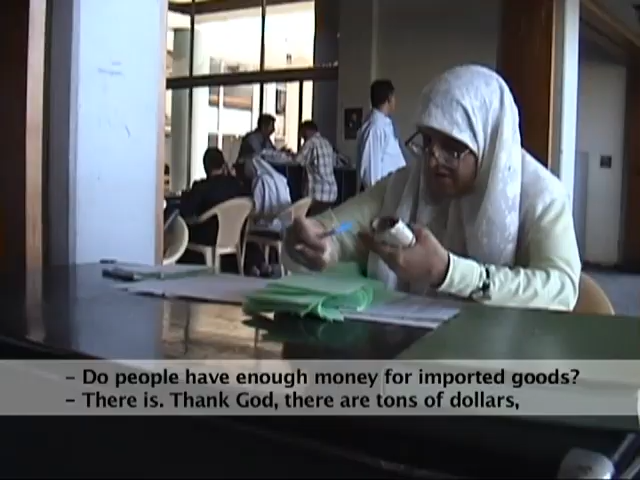 - Do people have enough money for imported goods?
- There is. Thank God, there are tons of dollars,